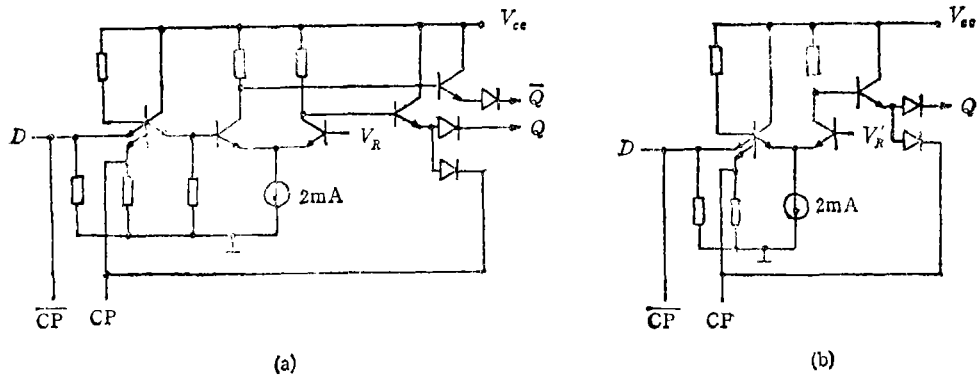 V_cc
Q̅
Q
D
V_R
2mA
C̅P̅
CP
(a)
V_cc
Q
D
V_R'
2mA
C̅P̅
CP
(b)